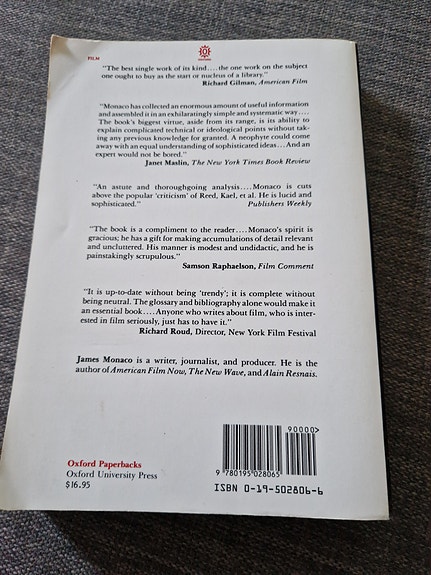 FILM
OXFORD
"The best single work of its kind....the one work on the subject
one ought to buy as the start or nucleus of a library."
Richard Gilman, American Film
"Monaco has collected an enormous amount of useful information
and assembled it in an exhilaratingly simple and systematic way....
The book's biggest virtue, aside from its range, is its ability to
explain complicated technical or ideological points without tak-
ing any previous knowledge for granted. A neophyte could come
away with an equal understanding of sophisticated ideas...And an
expert would not be bored."
Janet Maslin, The New York Times Book Review
"An astute and thoroughgoing analysis....Monaco is cuts
above the popular 'criticism' of Reed, Kael, et al. He is lucid and
sophisticated." Publishers Weekly
"The book is a compliment to the reader....Monaco's spirit is
gracious; he has a gift for making accumulations of detail relevant
and uncluttered. His manner is modest and undidactic, and he is
painstakingly scrupulous."
Samson Raphaelson, Film Comment
"It is up-to-date without being 'trendy'; it is complete without
being neutral. The glossary and bibliography alone would make it
an essential book....Anyone who writes about film, who is inter-
ested in film seriously, just has to have it."
Richard Roud, Director, New York Film Festival
James Monaco is a writer, journalist, and producer. He is the
author of American Film Now, The New Wave, and Alain Resnais.
90000>
9 780195 028065
ISBN 0-19-502806-6
Oxford Paperbacks
Oxford University Press
$16.95